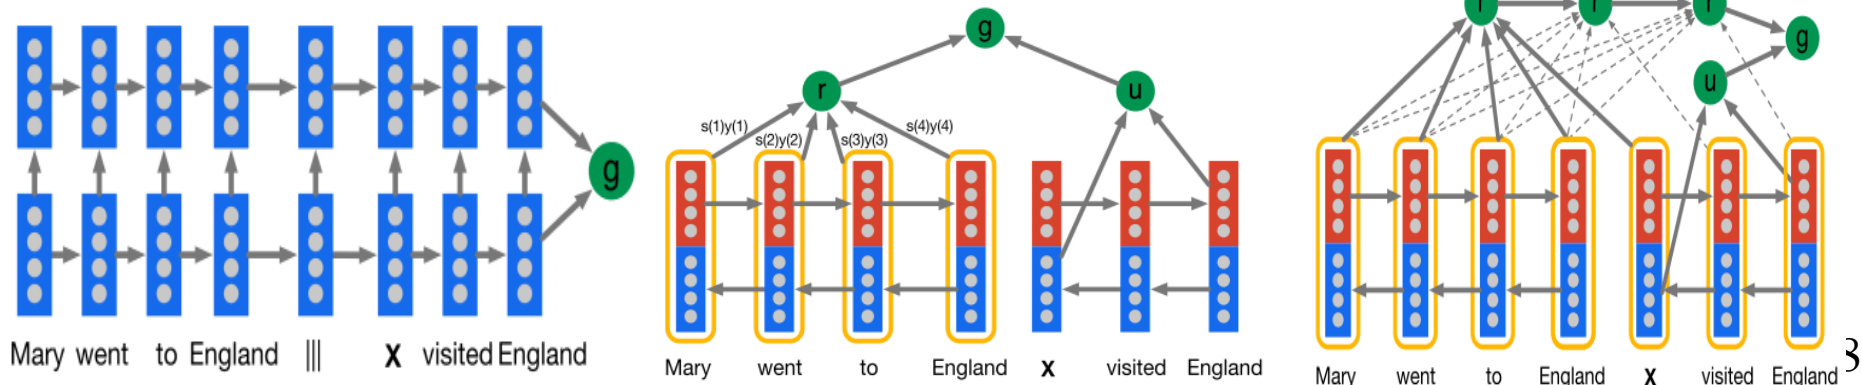 g
Mary went to England ||| X visited England
g
r
u
s(1)y(1)
s(2)y(2)
s(3)y(3)
s(4)y(4)
Mary went to England X visited England
r r r
g
u
Mary went to England X visited England
8